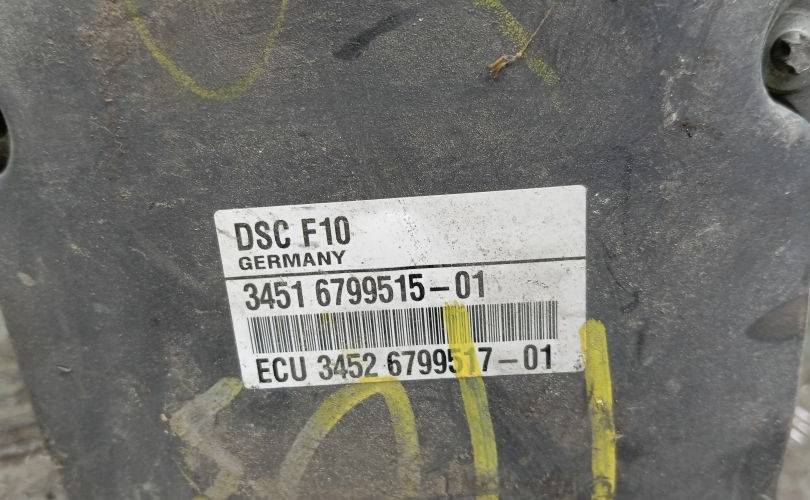 DSC F10
GERMANY
3451 6799515-01
ECU 3452 6799517-01